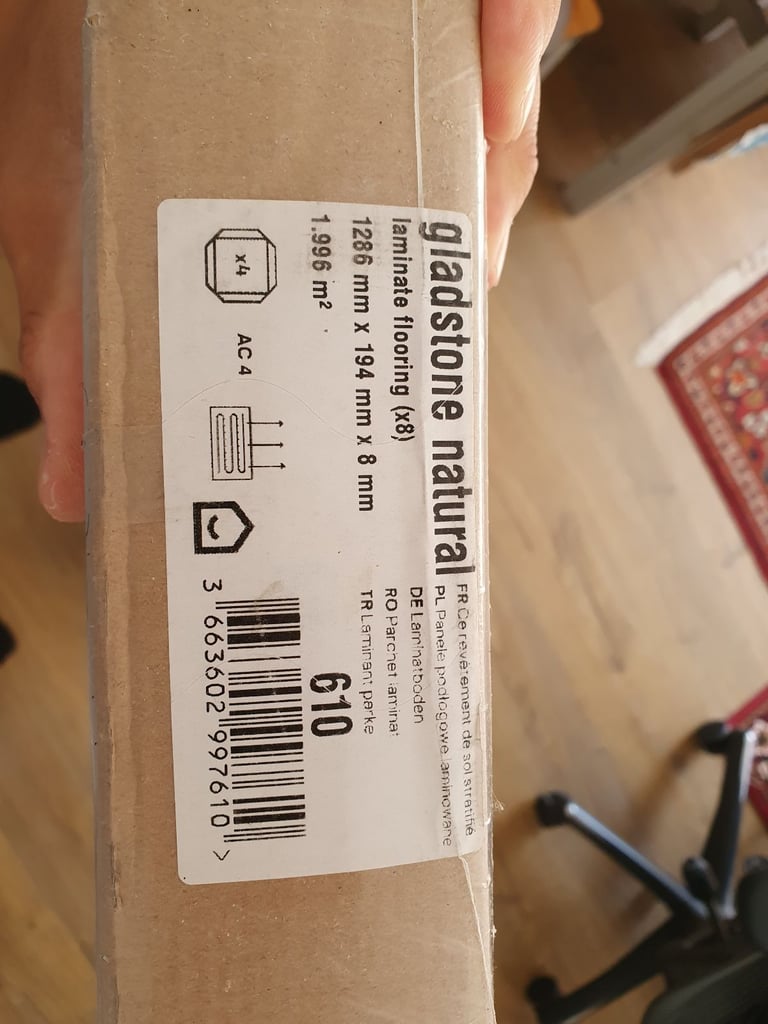 gladstone natural
laminate flooring (x8)
1286 mm x 194 mm x 8 mm
1.996 m²
x4
AC 4
FR Ce revêtement de sol stratifié
PL Panele podłogowe laminowane
DE Laminatboden
RO Parchet laminat
TR Laminant parke
610
3 663602 997610 >